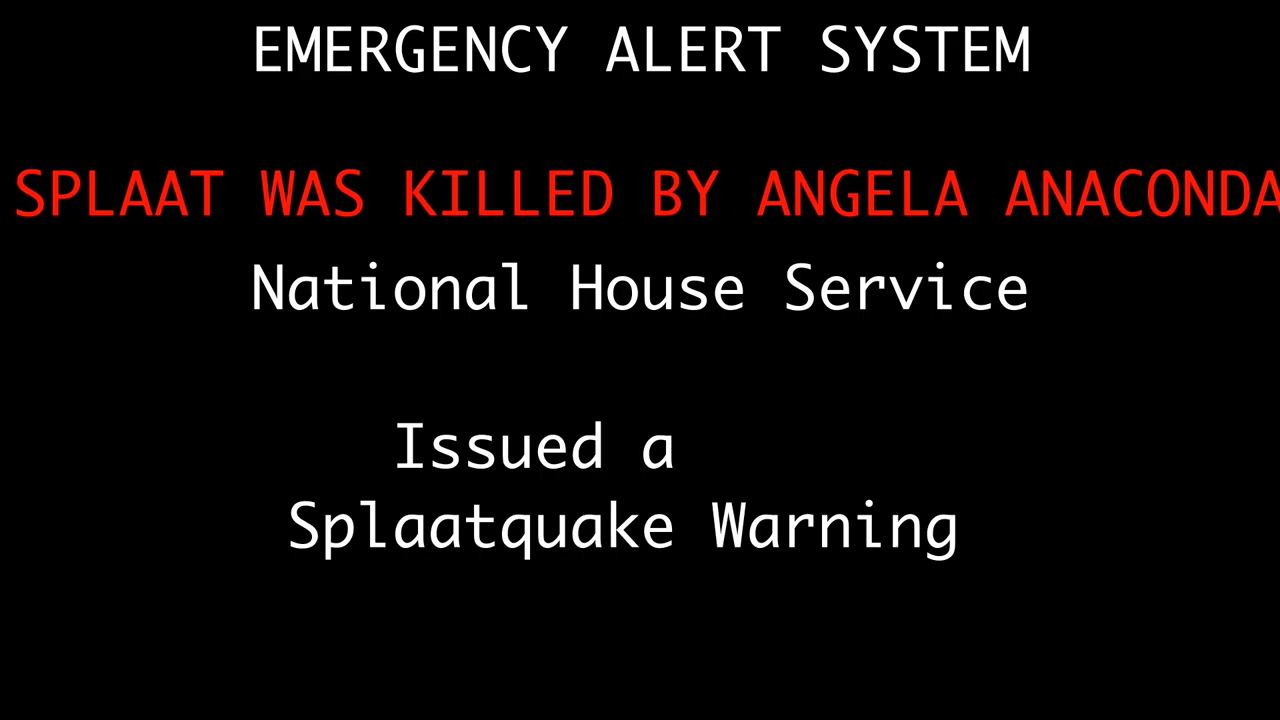 EMERGENCY ALERT SYSTEM
SPLAAT WAS KILLED BY ANGELA ANACONDA
National House Service
Issued a
Splaatquake Warning